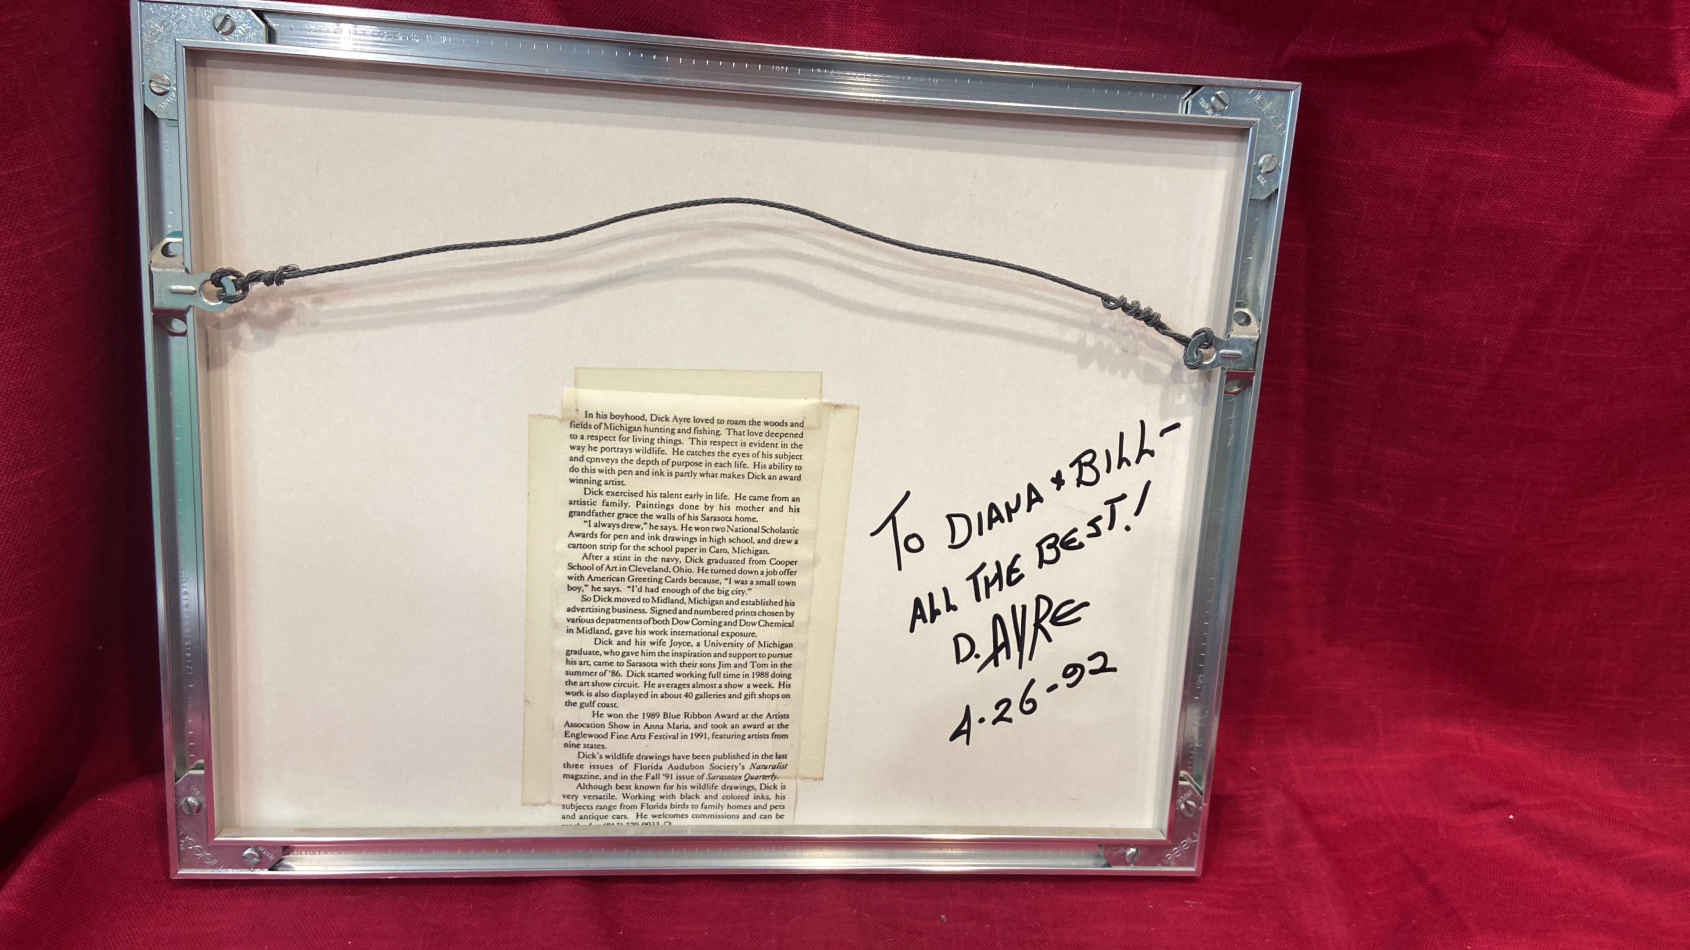 In his boyhood, Dick Ayre loved to roam the woods and
fields of Michigan hunting and fishing. That love deepened
to a respect for living things. This respect is evident in the
way he portrays wildlife. He catches the eyes of his subject
and conveys the depth of purpose in each life. His ability to
do this with pen and ink is partly what makes Dick an award
winning artist.
Dick exercised his talent early in life. He came from an
artistic family. Paintings done by his mother and his
grandfather grace the walls of his Sarasota home.
"I always drew," he says. He won two National Scholastic
Awards for pen and ink drawings in high school, and drew a
cartoon strip for the school paper in Caro, Michigan.
After a stint in the navy, Dick graduated from Cooper
School of Art in Cleveland, Ohio. He turned down a job offer
with American Greeting Cards because, "I was a small town
boy," he says. "I'd had enough of the big city."
So Dick moved to Midland, Michigan and established his
advertising business. Signed and numbered prints chosen by
various depatments of both Dow Corning and Dow Chemical
in Midland, gave his work international exposure.
Dick and his wife Joyce, a University of Michigan
graduate, who gave him the inspiration and support to pursue
his art, came to Sarasota with their sons Jim and Tom in the
summer of '86. Dick started working full time in 1988 doing
the art show circuit. He averages almost a show a week. His
work is also displayed in about 40 galleries and gift shops on
the gulf coast.
He won the 1989 Blue Ribbon Award at the Artists
Assocation Show in Anna Maria, and took an award at the
Englewood Fine Arts Festival in 1991, featuring artists from
nine states.
Dick's wildlife drawings have been published in the last
three issues of Florida Audubon Society's Naturalist
magazine, and in the Fall '91 issue of Sarasotan Quarterly.
Although best known for his wildlife drawings, Dick is
very versatile. Working with black and colored inks, his
subjects range from Florida birds to family homes and pets
and antique cars. He welcomes commissions and can be
TO DIANA & BILL-
ALL THE BEST!
D. AYRE
4-26-92